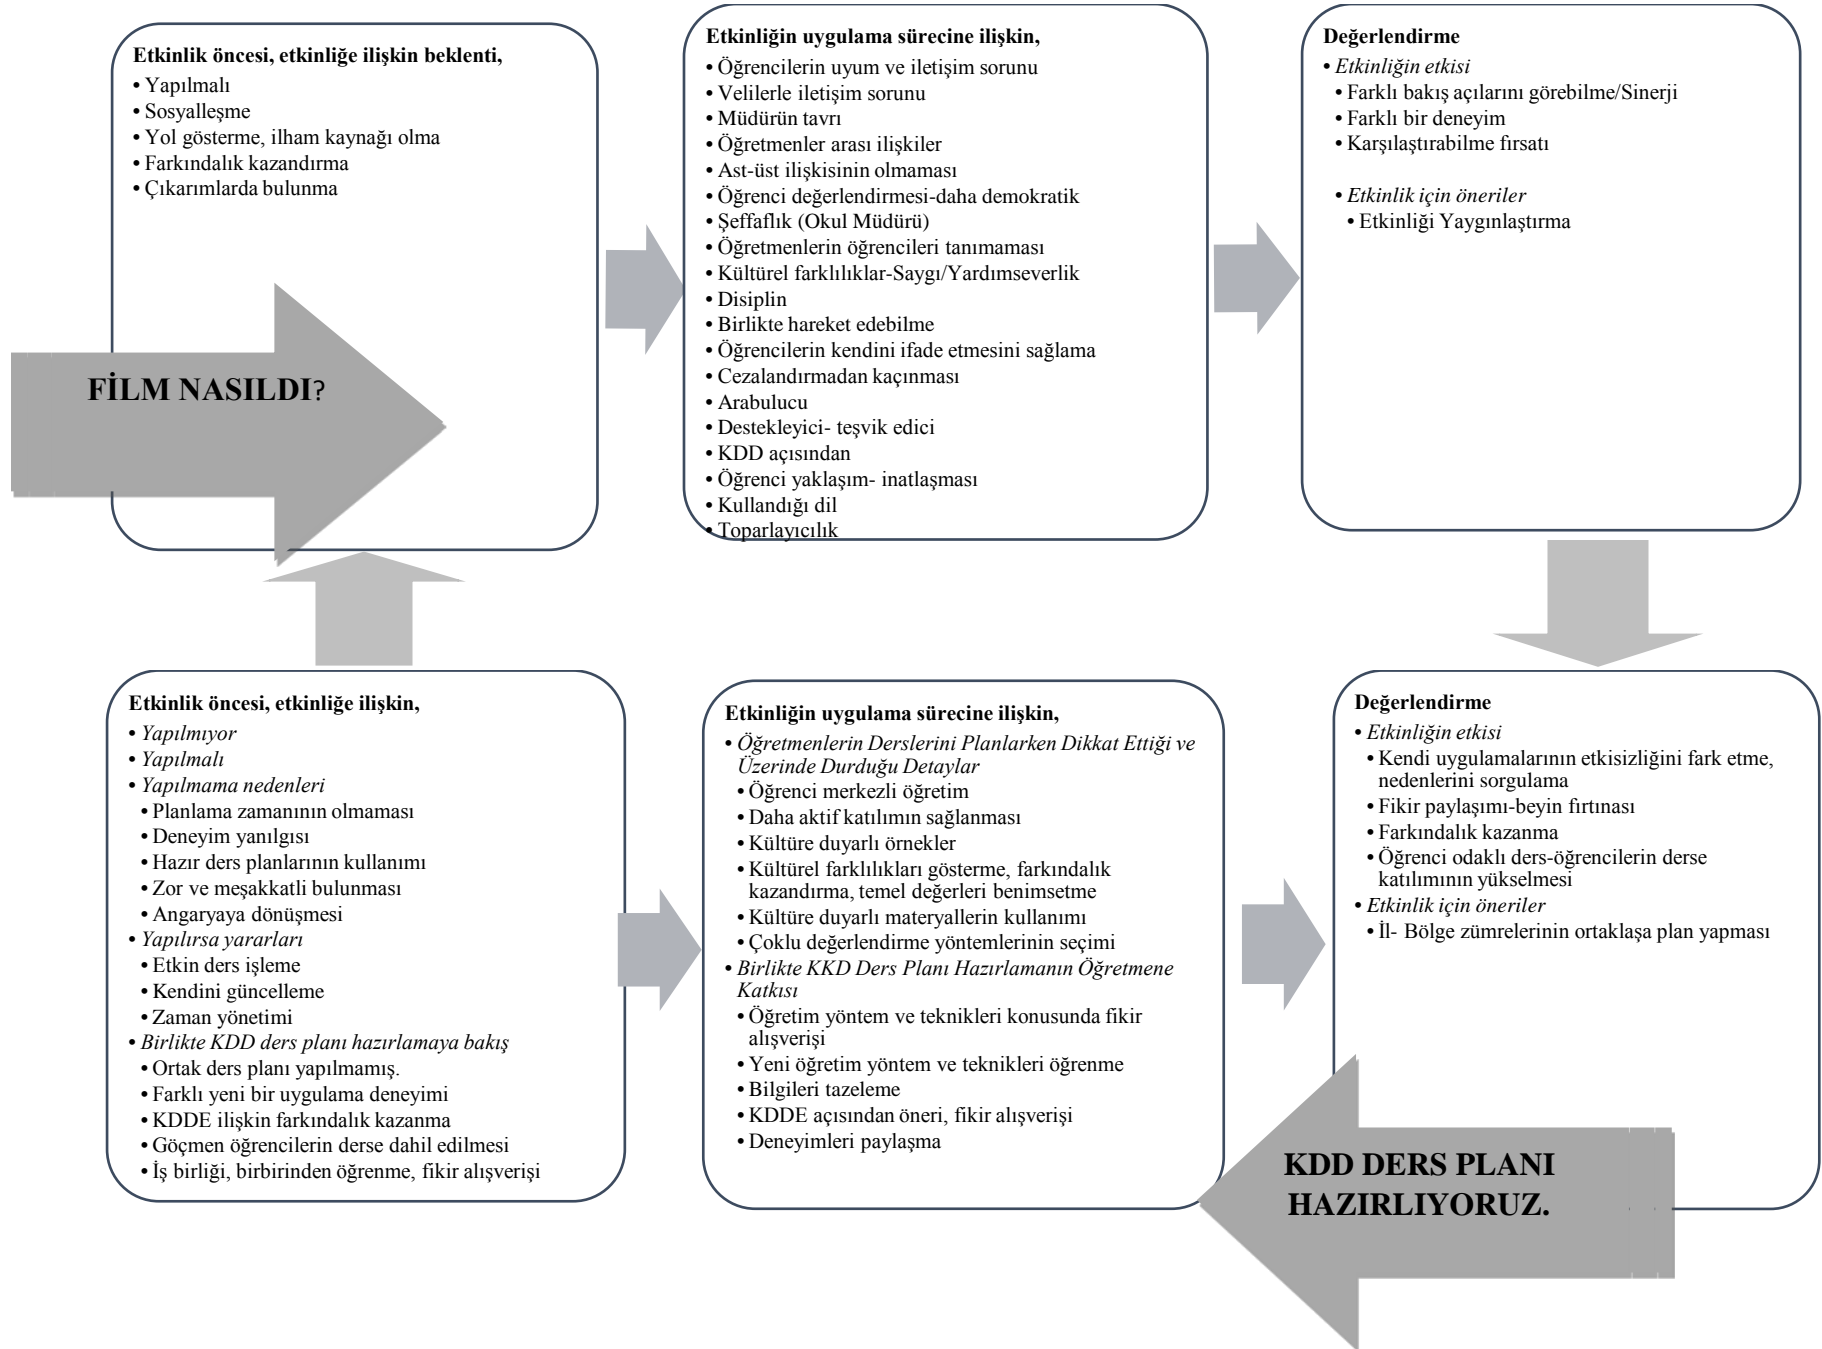 Etkinlik öncesi, etkinliğe ilişkin beklenti,
• Yapılmalı
• Sosyalleşme
• Yol gösterme, ilham kaynağı olma
• Farkındalık kazandırma
• Çıkarımlarda bulunma
FİLM NASILDI?
Etkinliğin uygulama sürecine ilişkin,
• Öğrencilerin uyum ve iletişim sorunu
• Velilerle iletişim sorunu
• Müdürün tavrı
• Öğretmenler arası ilişkiler
• Ast-üst ilişkisinin olmaması
• Öğrenci değerlendirmesi-daha demokratik
• Şeffaflık (Okul Müdürü)
• Öğretmenlerin öğrencileri tanımaması
• Kültürel farklılıklar-Saygı/Yardımseverlik
• Disiplin
• Birlikte hareket edebilme
• Öğrencilerin kendini ifade etmesini sağlama
• Cezalandırmadan kaçınması
• Arabulucu
• Destekleyici- teşvik edici
• KDD açısından
• Öğrenci yaklaşım- inatlaşması
• Kullandığı dil
• Toparlayıcılık
Değerlendirme
• Etkinliğin etkisi
• Farklı bakış açılarını görebilme/Sinerji
• Farklı bir deneyim
• Karşılaştırabilme fırsatı
• Etkinlik için öneriler
• Etkinliği Yaygınlaştırma
Etkinlik öncesi, etkinliğe ilişkin,
• Yapılmıyor
• Yapılmalı
• Yapılmama nedenleri
• Planlama zamanının olmaması
• Deneyim yanılgısı
• Hazır ders planlarının kullanımı
• Zor ve meşakkatli bulunması
• Angaryaya dönüşmesi
• Yapılırsa yararları
• Etkin ders işleme
• Kendini güncelleme
• Zaman yönetimi
• Birlikte KDD ders planı hazırlamaya bakış
• Ortak ders planı yapılmamış.
• Farklı yeni bir uygulama deneyimi
• KDDE ilişkin farkındalık kazanma
• Göçmen öğrencilerin derse dahil edilmesi
• İş birliği, birbirinden öğrenme, fikir alışverişi
Etkinliğin uygulama sürecine ilişkin,
• Öğretmenlerin Derslerini Planlarken Dikkat Ettiği ve
Üzerinde Durduğu Detaylar
• Öğrenci merkezli öğretim
• Daha aktif katılımın sağlanması
• Kültüre duyarlı örnekler
• Kültürel farklılıkları gösterme, farkındalık
kazandırma, temel değerleri benimsetme
• Kültüre duyarlı materyallerin kullanımı
• Çoklu değerlendirme yöntemlerinin seçimi
• Birlikte KKD Ders Planı Hazırlamanın Öğretmene
Katkısı
• Öğretim yöntem ve teknikleri konusunda fikir
alışverişi
• Yeni öğretim yöntem ve teknikleri öğrenme
• Bilgileri tazeleme
• KDDE açısından öneri, fikir alışverişi
• Deneyimleri paylaşma
Değerlendirme
• Etkinliğin etkisi
• Kendi uygulamalarının etkisizliğini fark etme,
nedenlerini sorgulama
• Fikir paylaşımı-beyin fırtınası
• Farkındalık kazanma
• Öğrenci odaklı ders-öğrencilerin derse
katılımının yükselmesi
• Etkinlik için öneriler
• İl- Bölge zümrelerinin ortaklaşa plan yapması
KDD DERS PLANI
HAZIRLIYORUZ.